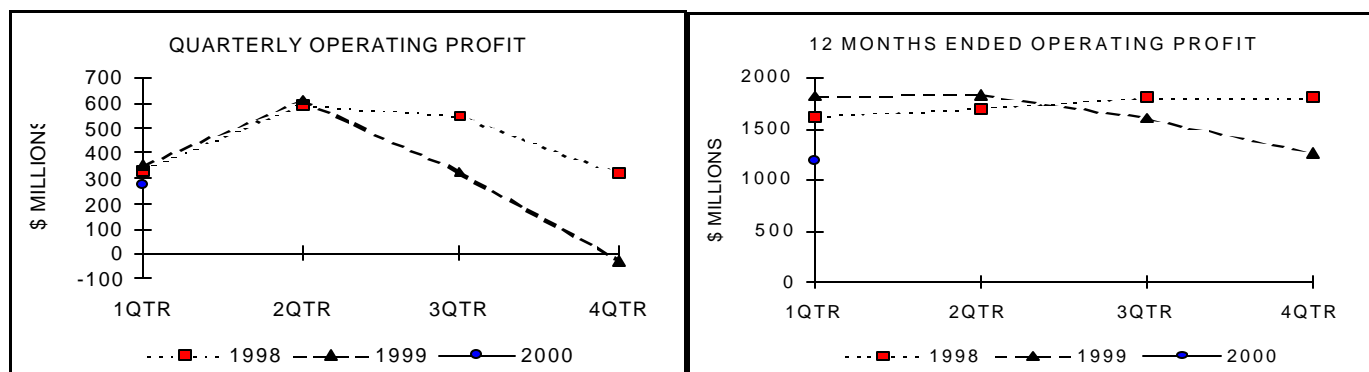 QUARTERLY OPERATING PROFIT
700
600
500
400
300
200
100
0
-100
$ MILLIONS
1QTR 2QTR 3QTR 4QTR
1998 1999 2000
12 MONTHS ENDED OPERATING PROFIT
2000
1500
1000
500
0
$ MILLIONS
1QTR 2QTR 3QTR 4QTR
1998 1999 2000